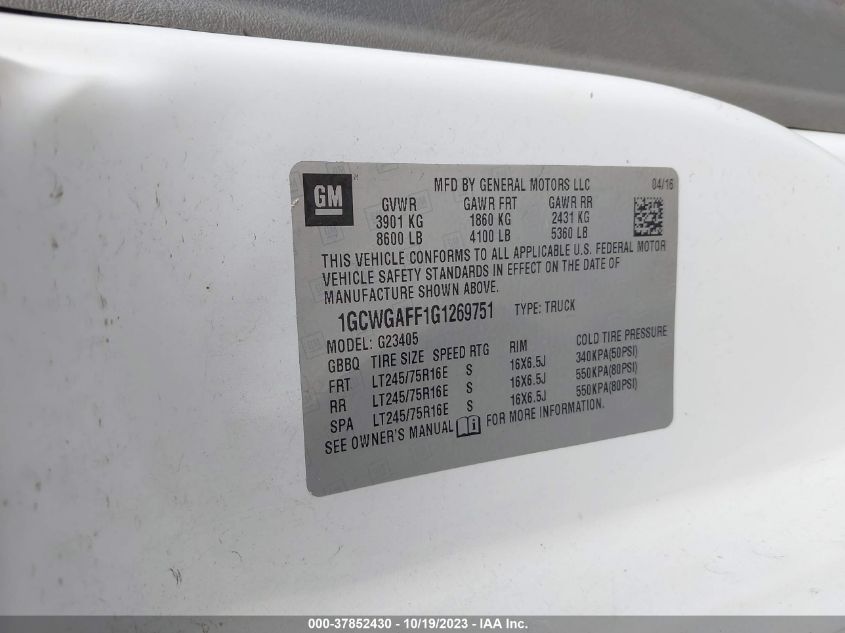 GM
MFD BY GENERAL MOTORS LLC 04/16
GVWR GAWR FRT GAWR RR
3901 KG 1860 KG 2431 KG
8600 LB 4100 LB 5360 LB
THIS VEHICLE CONFORMS TO ALL APPLICABLE U.S. FEDERAL MOTOR
VEHICLE SAFETY STANDARDS IN EFFECT ON THE DATE OF
MANUFACTURE SHOWN ABOVE.
1GCWGAFF1G1269751 TYPE: TRUCK
MODEL: G23405
GBBQ TIRE SIZE SPEED RTG RIM COLD TIRE PRESSURE
FRT LT245/75R16E S 16X6.5J 340KPA(50PSI)
RR LT245/75R16E S 16X6.5J 550KPA(80PSI)
SPA LT245/75R16E S 16X6.5J 550KPA(80PSI)
SEE OWNER'S MANUAL FOR MORE INFORMATION.
000-37852430 - 10/19/2023 - IAA Inc.